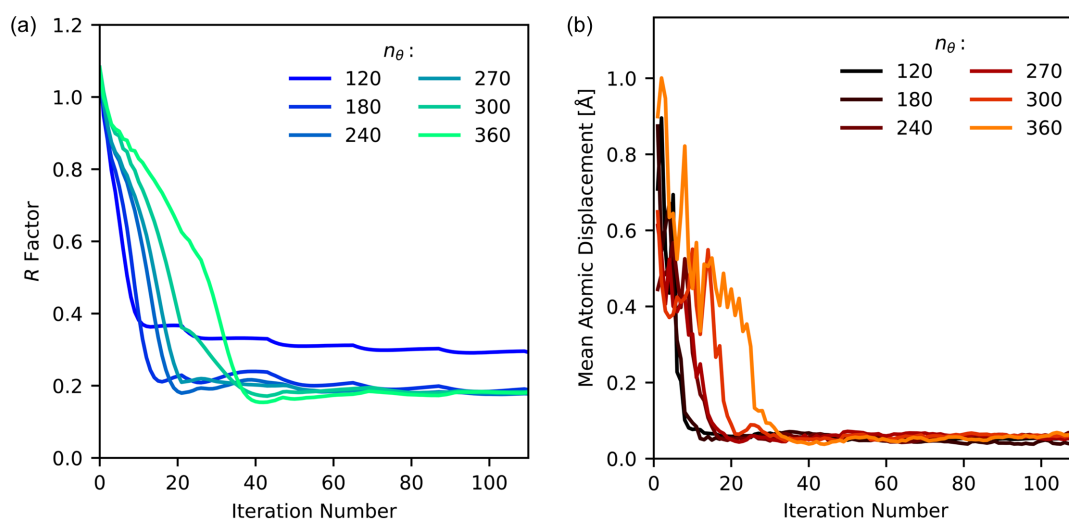 (a)
1.2
1.0
0.8
0.6
0.4
0.2
0.0
R Factor
0 20 40 60 80 100
Iteration Number
nθ :
120 270
180 300
240 360
(b)
1.0
0.8
0.6
0.4
0.2
0.0
Mean Atomic Displacement [Å]
0 20 40 60 80 100
Iteration Number
nθ :
120 270
180 300
240 360